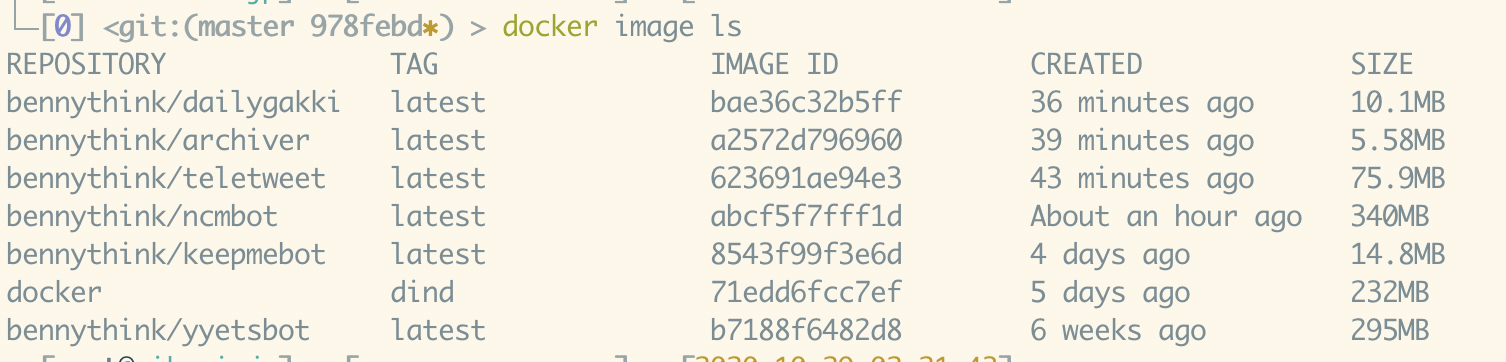 [0] <git:(master 978febd*) > docker image ls
REPOSITORY TAG IMAGE ID CREATED SIZE
bennythink/dailygakki latest bae36c32b5ff 36 minutes ago 10.1MB
bennythink/archiver latest a2572d796960 39 minutes ago 5.58MB
bennythink/teletweet latest 623691ae94e3 43 minutes ago 75.9MB
bennythink/ncmbot latest abcf5f7fff1d About an hour ago 340MB
bennythink/keepmebot latest 8543f99f3e6d 4 days ago 14.8MB
docker dind 71edd6fcc7ef 5 days ago 232MB
bennythink/yyetsbot latest b7188f6482d8 6 weeks ago 295MB